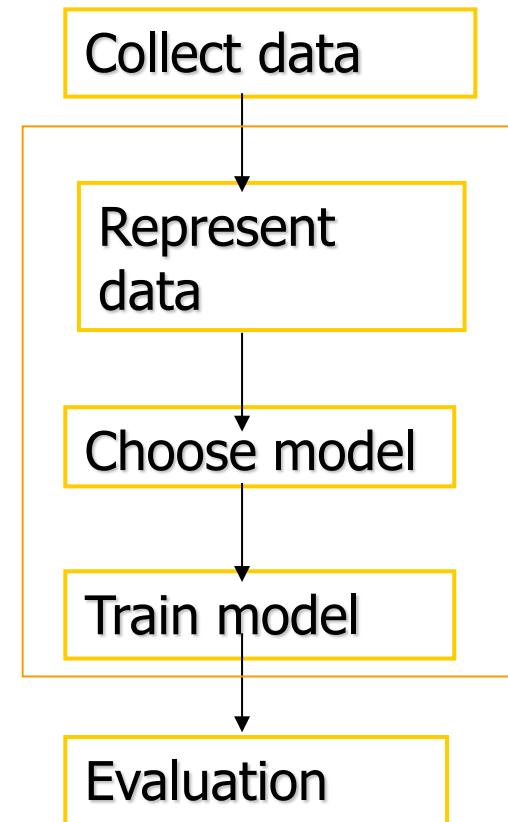 Collect data
Represent
data
Choose model
Train model
Evaluation